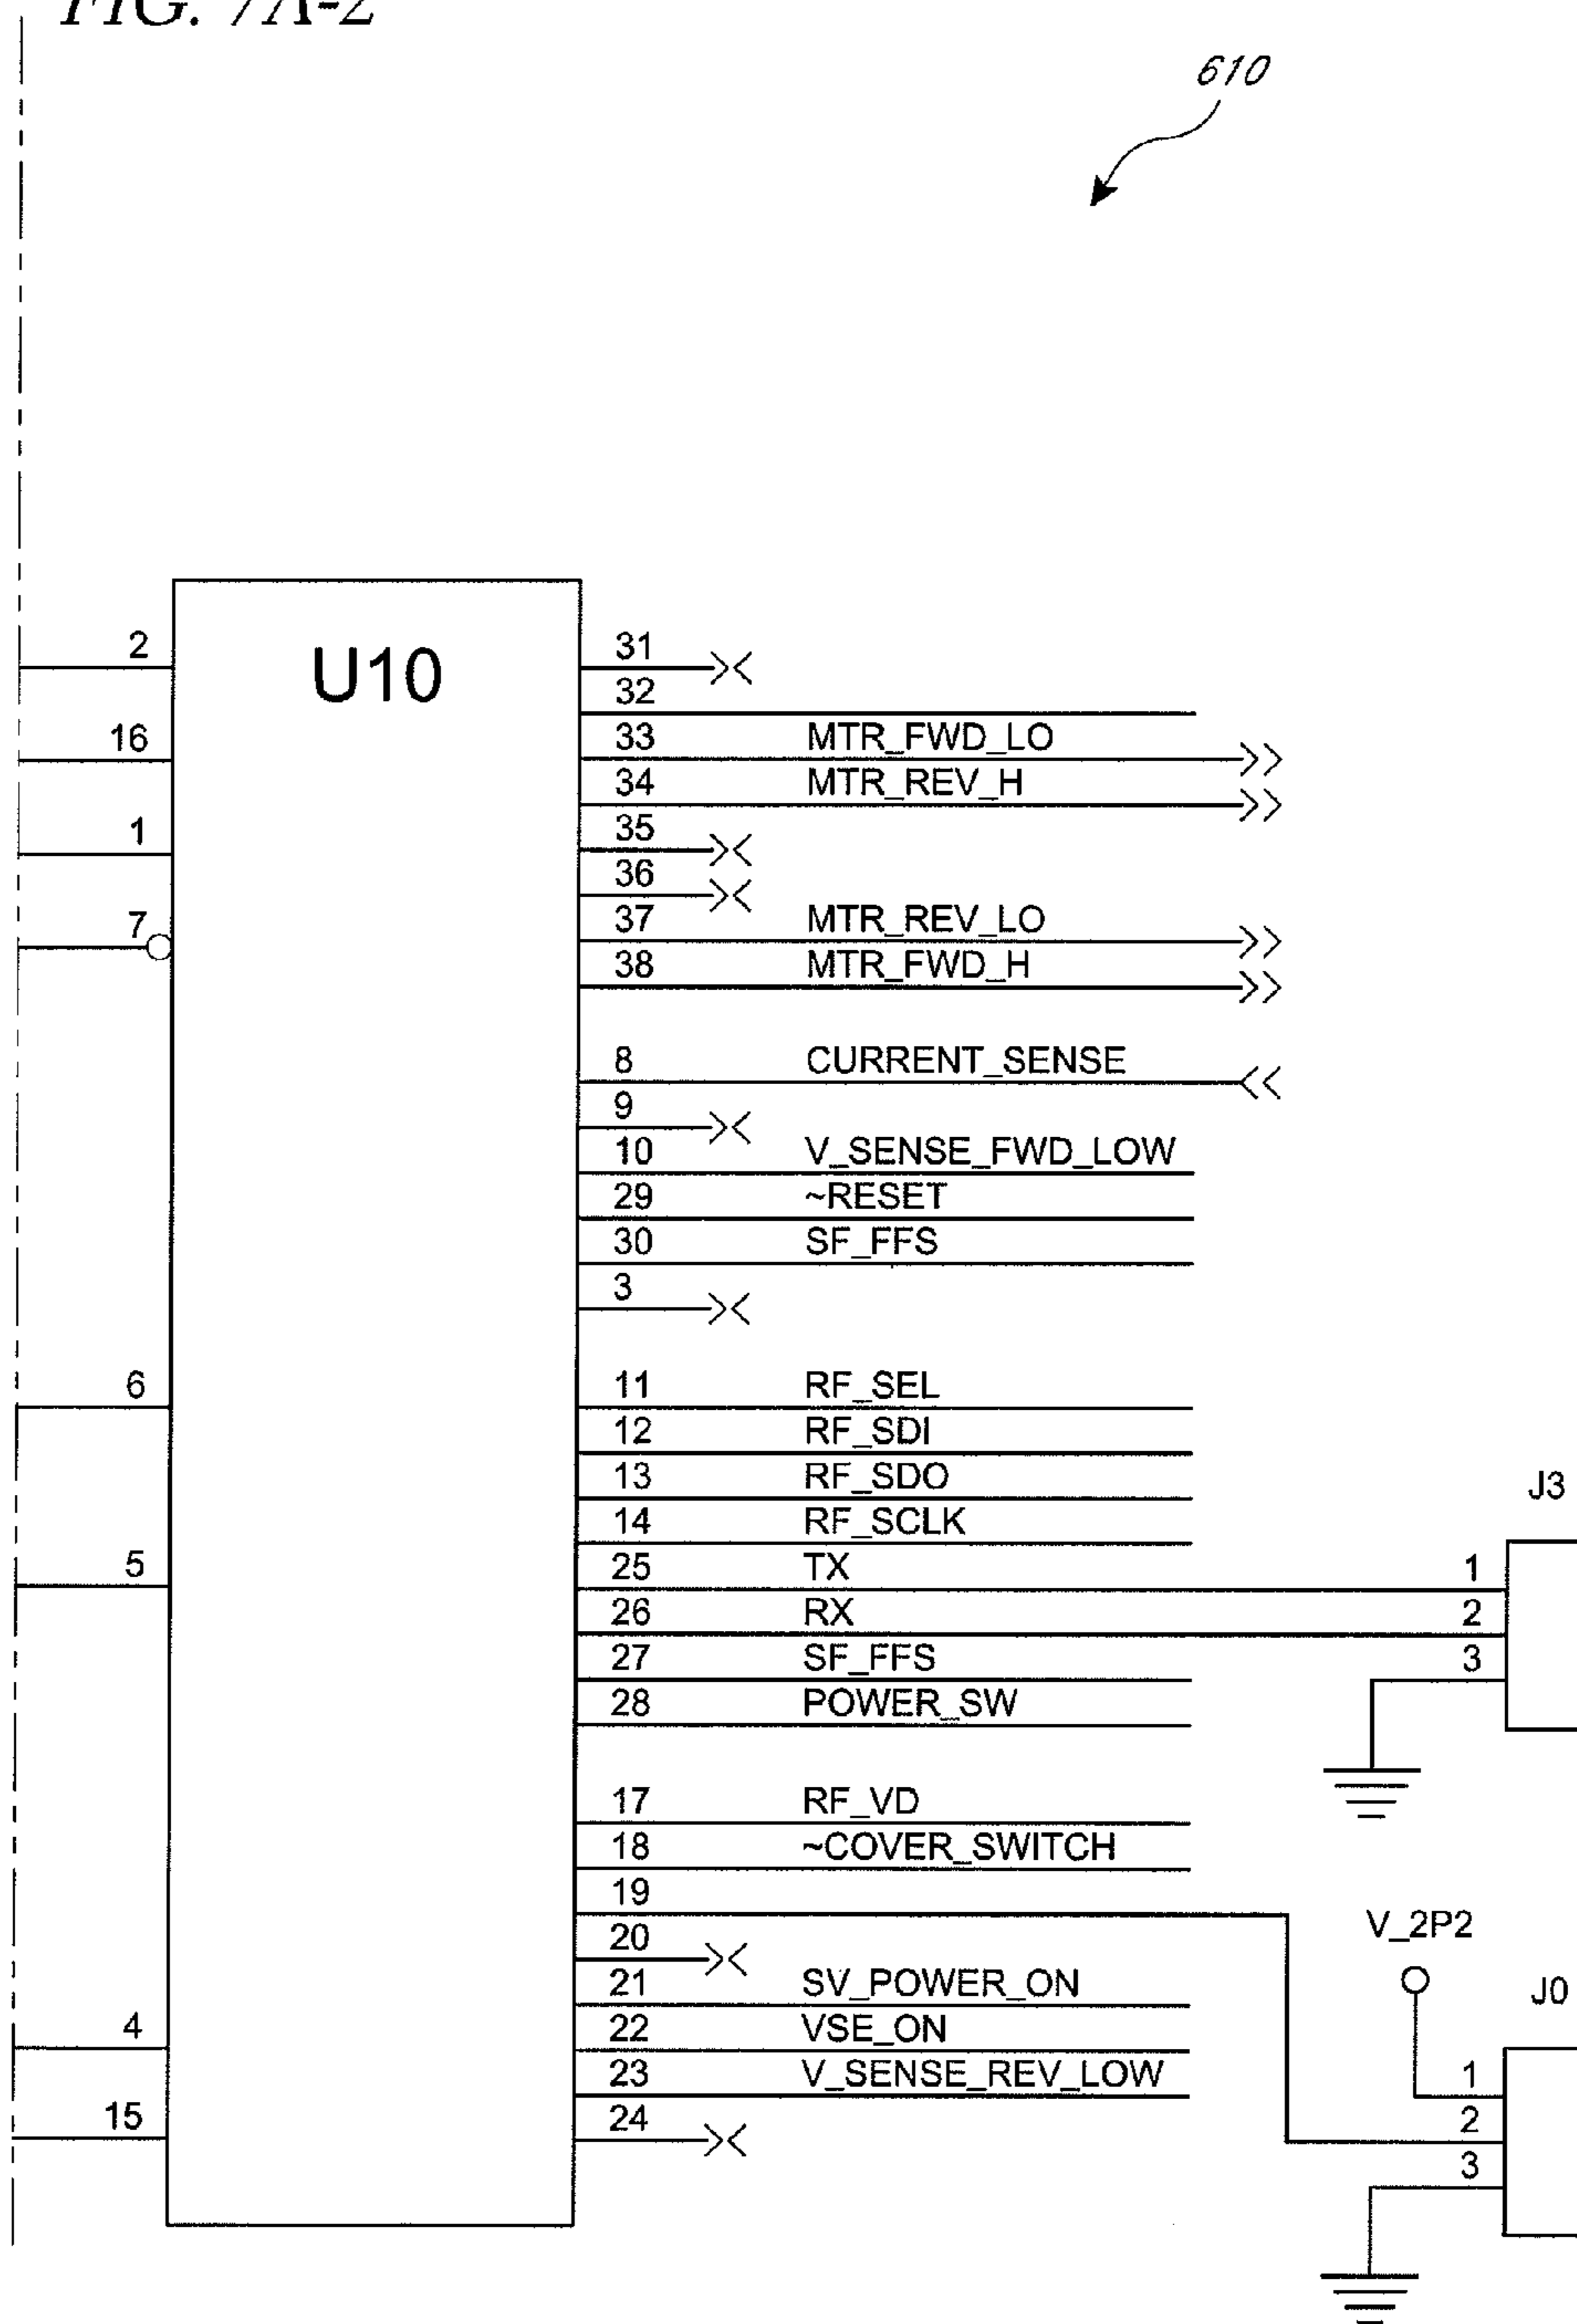 FIG. 7A-2
610
U10
2
16
1
7
6
5
4
15
31
32
33 MTR_FWD_LO
34 MTR_REV_H
35
36
37 MTR_REV_LO
38 MTR_FWD_H
8 CURRENT_SENSE
9
10 V_SENSE_FWD_LOW
29 ~RESET
30 SF_FFS
3
11 RF_SEL
12 RF_SDI
13 RF_SDO
14 RF_SCLK
25 TX
26 RX
27 SF_FFS
28 POWER_SW
17 RF_VD
18 ~COVER_SWITCH
19
20
21 SV_POWER_ON
22 VSE_ON
23 V_SENSE_REV_LOW
24
J3
1
2
3
V_2P2
J0
1
2
3